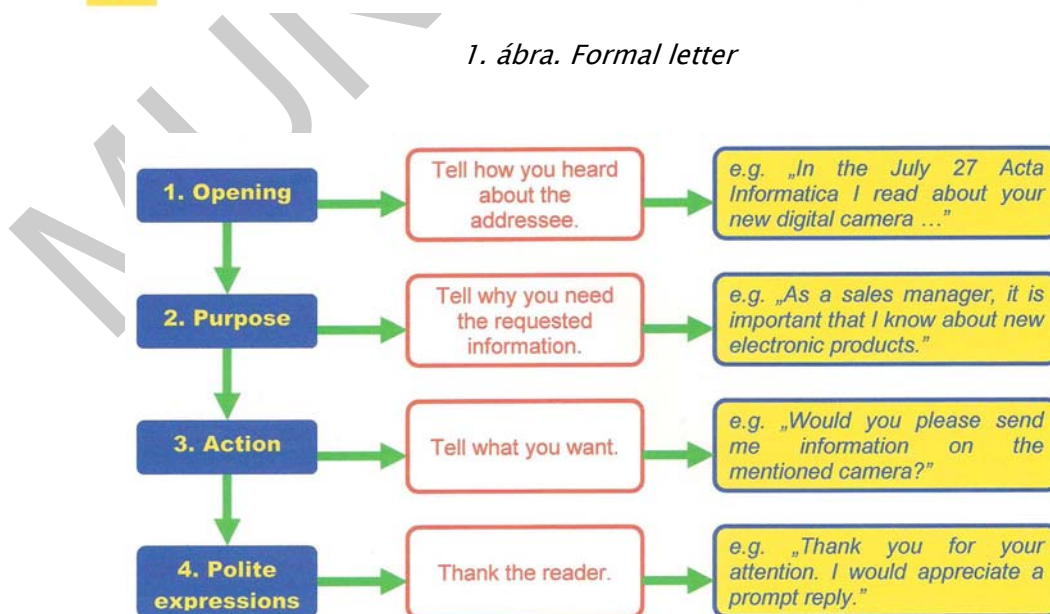 1. ábra. Formal letter
1. Opening
Tell how you heard
about the
addressee.
e.g. „In the July 27 Acta
Informatica I read about your
new digital camera ...”
2. Purpose
Tell why you need
the requested
information.
e.g. „As a sales manager, it is
important that I know about new
electronic products.”
3. Action
Tell what you want.
e.g. „Would you please send
me information on the
mentioned camera?”
4. Polite
expressions
Thank the reader.
e.g. „Thank you for your
attention. I would appreciate a
prompt reply.”